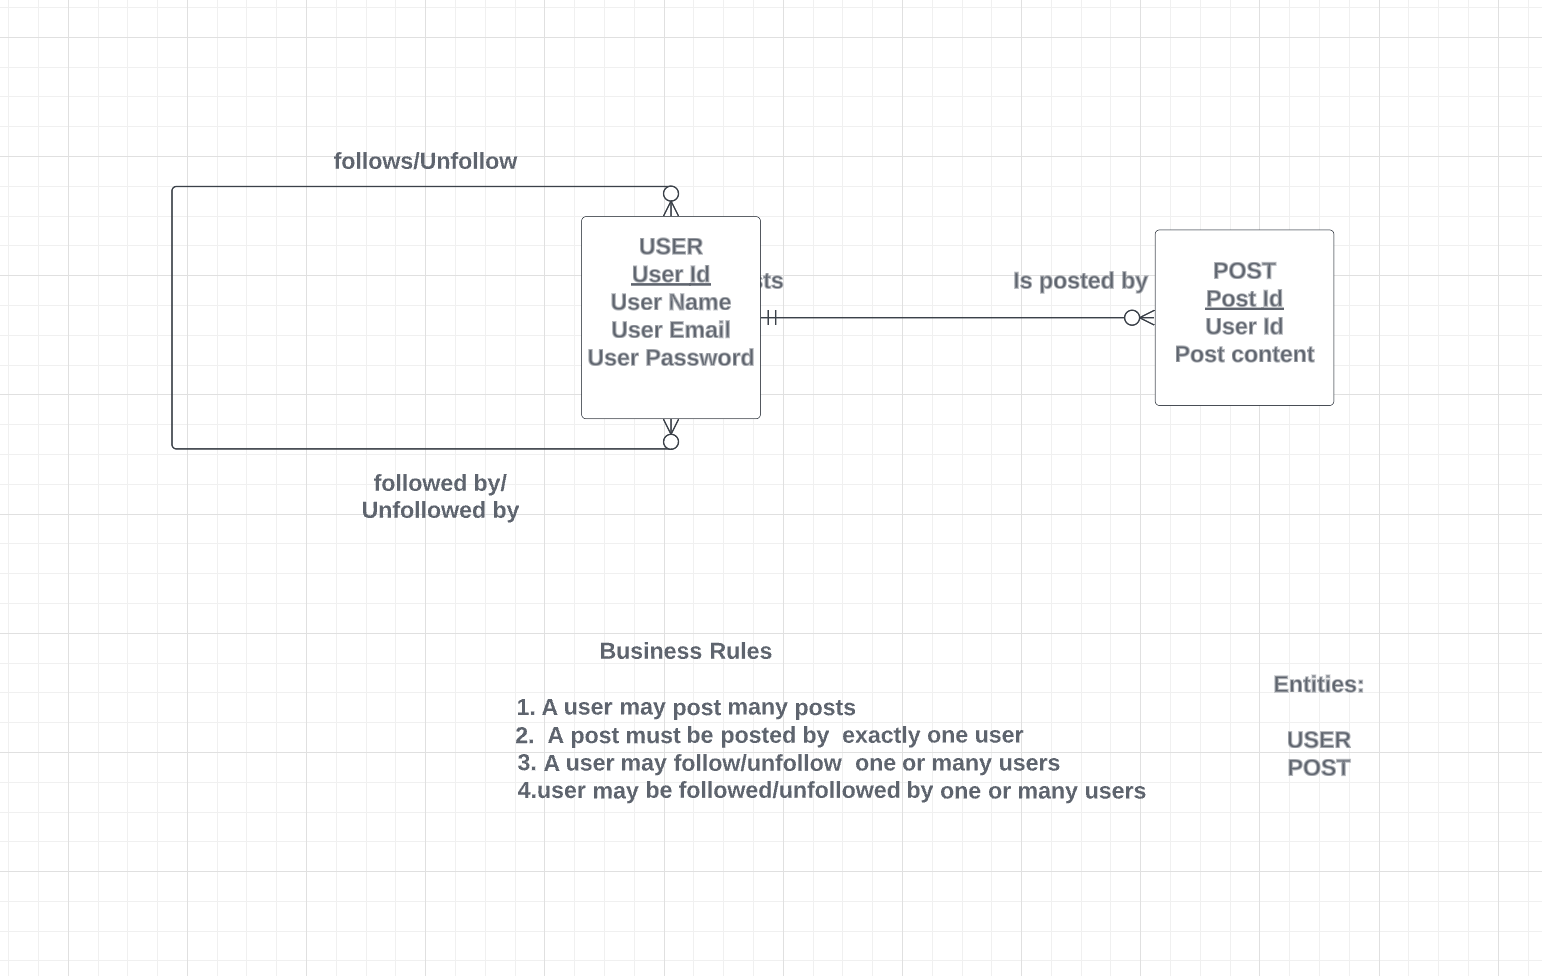 follows/Unfollow
USER
User Id
User Name
User Email
User Password
sts
Is posted by
POST
Post Id
User Id
Post content
followed by/
Unfollowed by
Business Rules
1. A user may post many posts
2. A post must be posted by exactly one user
3. A user may follow/unfollow one or many users
4.user may be followed/unfollowed by one or many users
Entities:
USER
POST